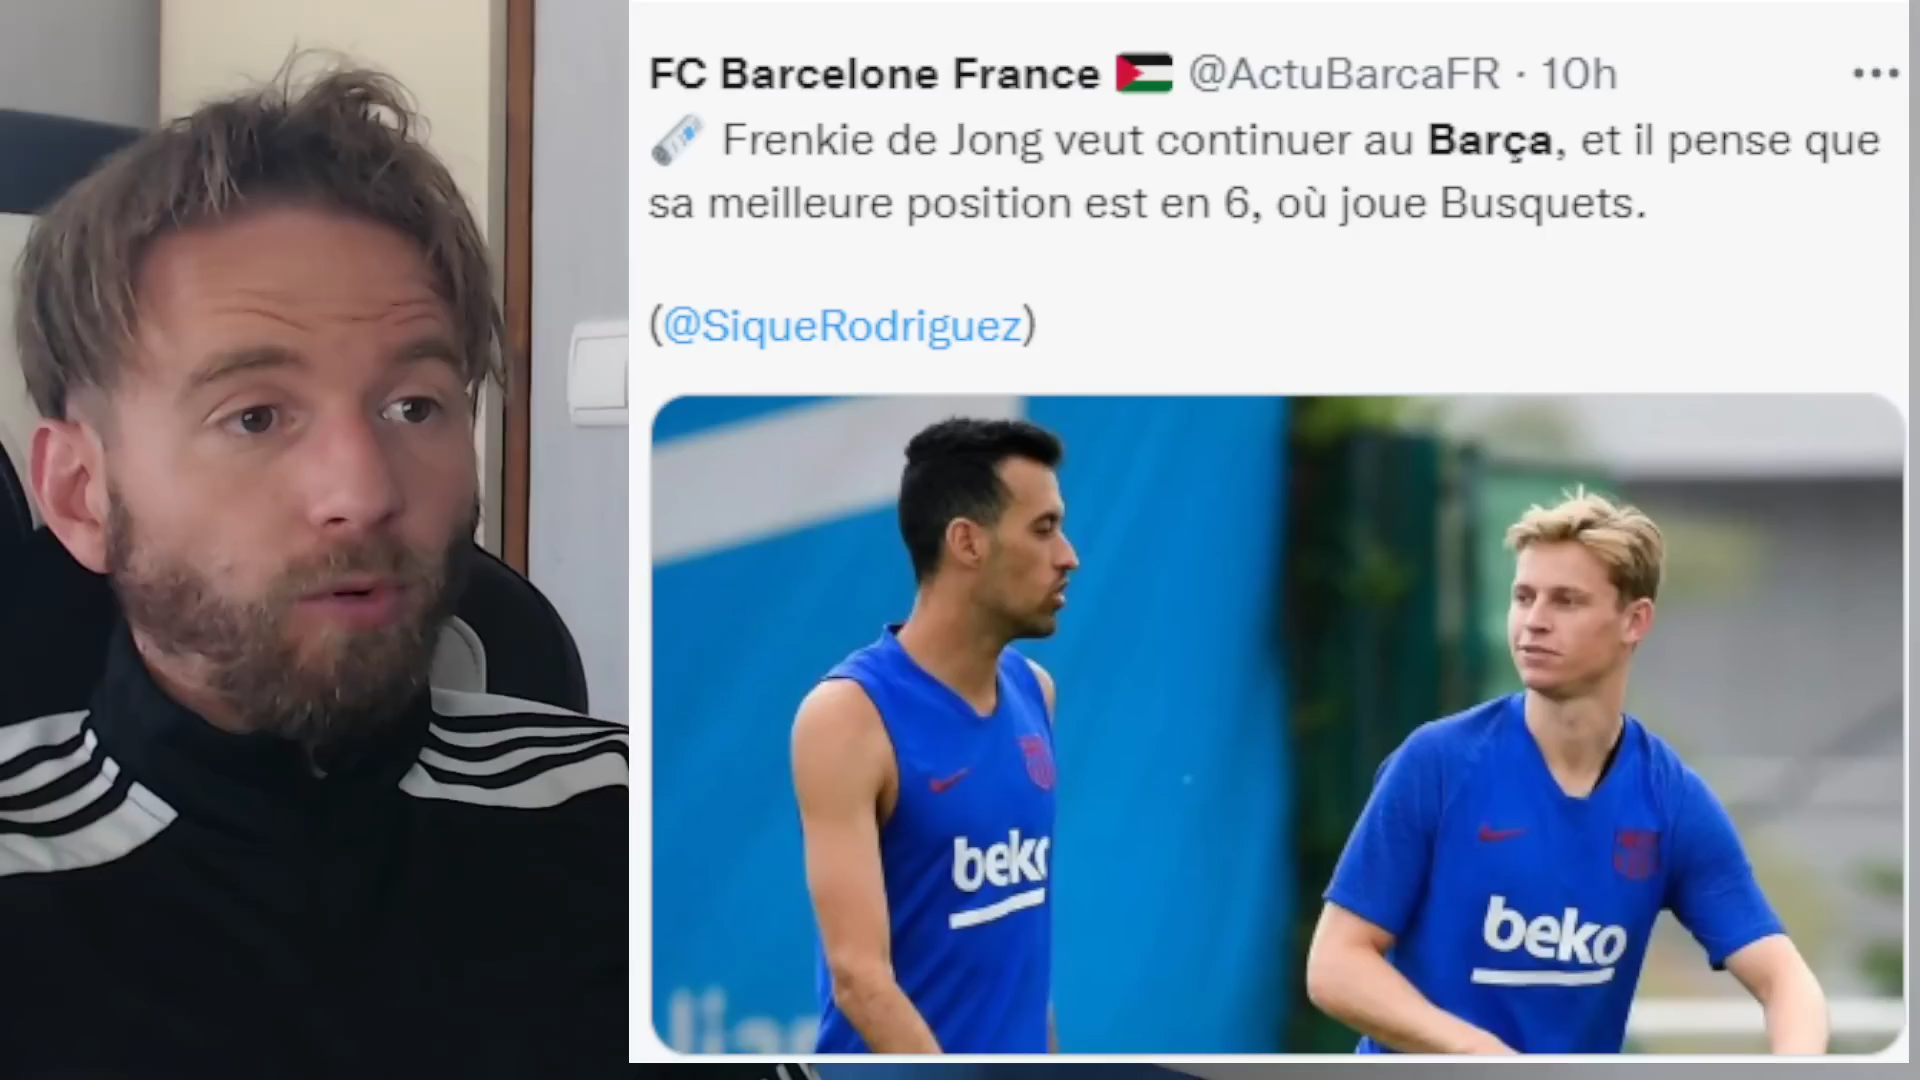 FC Barcelone France @ActuBarcaFR · 10h
Frenkie de Jong veut continuer au Barça, et il pense que
sa meilleure position est en 6, où joue Busquets.
(@SiqueRodriguez)
beko
beko